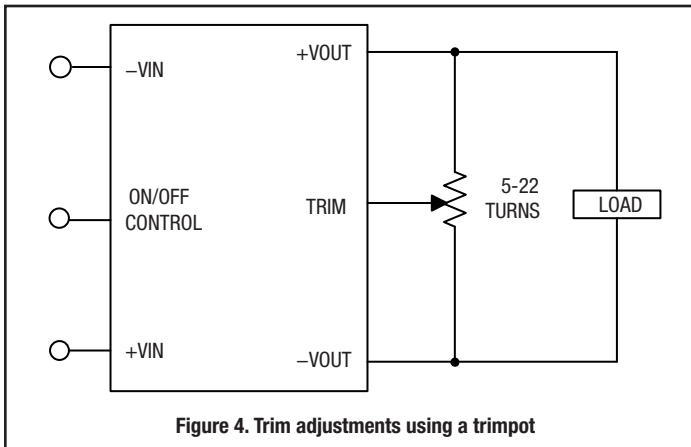 –VIN
+VOUT
ON/OFF
CONTROL
TRIM
5-22
TURNS
LOAD
+VIN
–VOUT
Figure 4. Trim adjustments using a trimpot